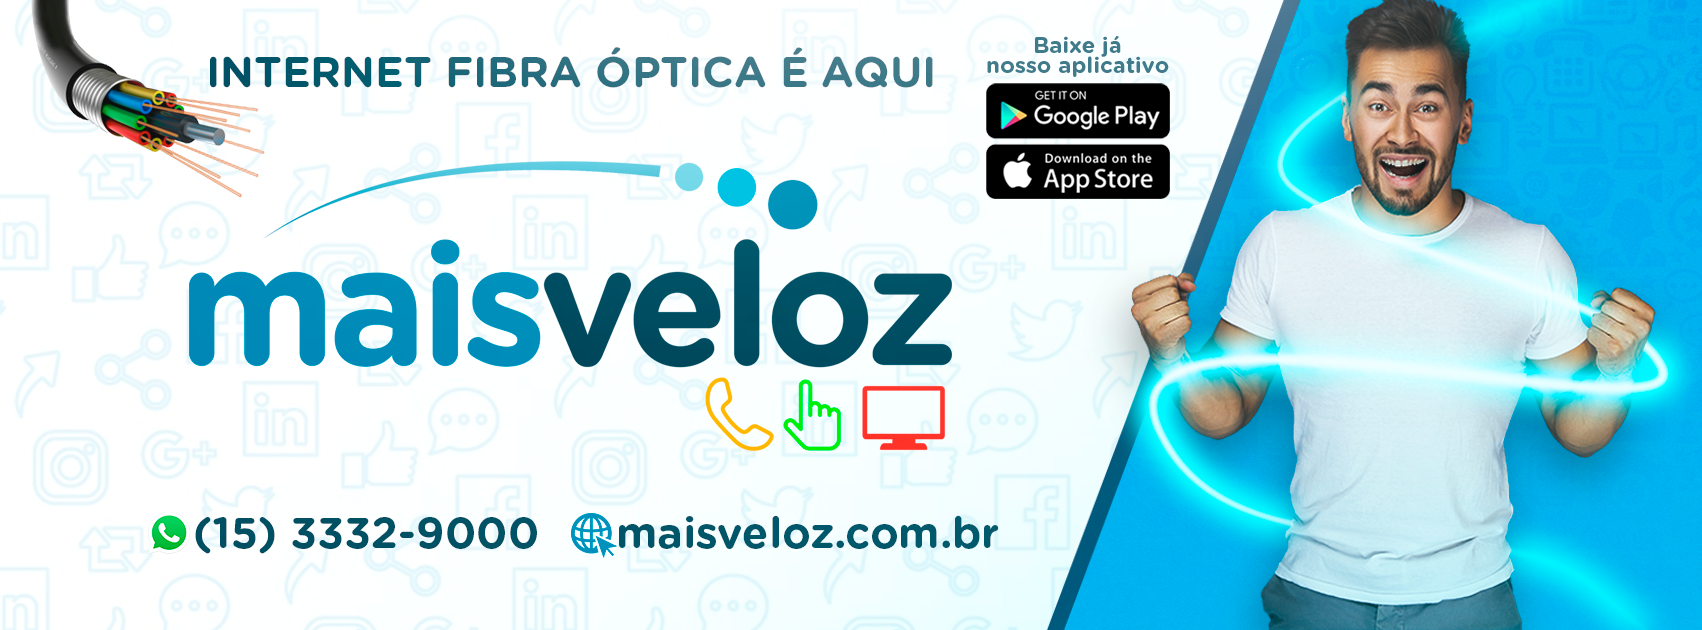 INTERNET FIBRA ÓPTICA É AQUI
Baixe já
nosso aplicativo
GET IT ON
Google Play
Download on the
App Store
maisveloz
(15) 3332-9000
maisveloz.com.br